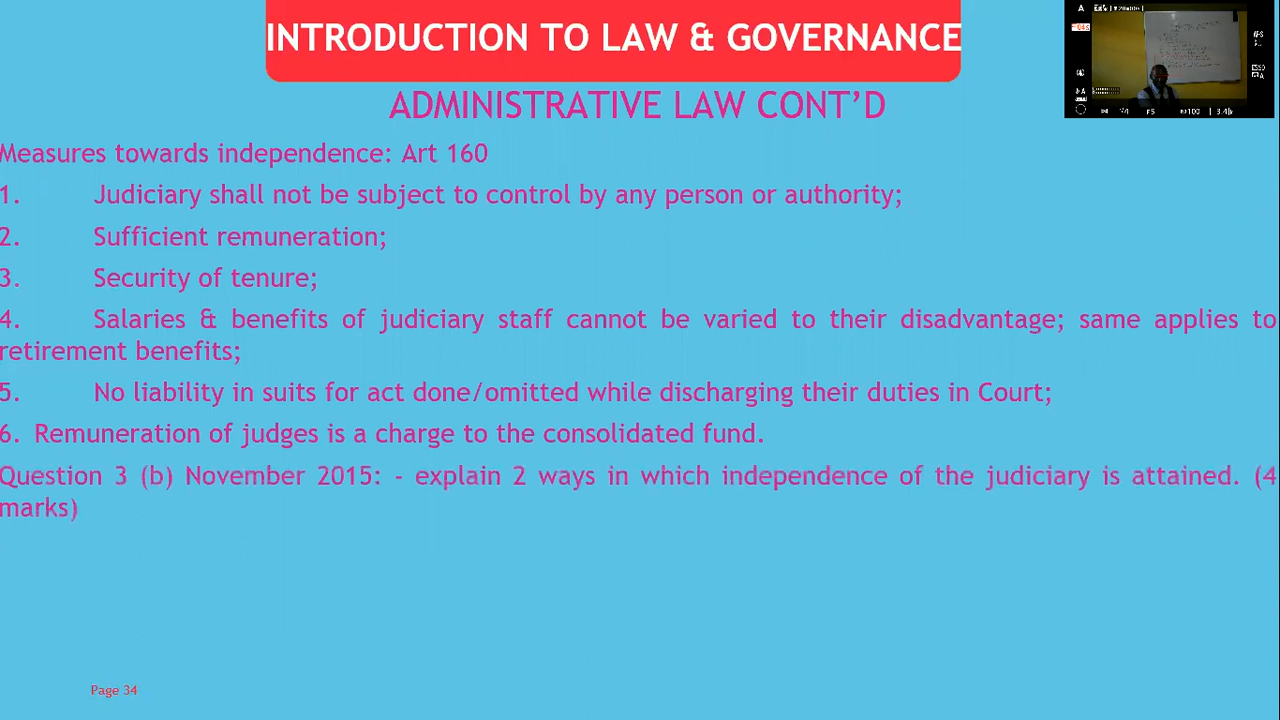 INTRODUCTION TO LAW & GOVERNANCE
ADMINISTRATIVE LAW CONT’D
Measures towards independence: Art 160
1. Judiciary shall not be subject to control by any person or authority;
2. Sufficient remuneration;
3. Security of tenure;
4. Salaries & benefits of judiciary staff cannot be varied to their disadvantage; same applies to
retirement benefits;
5. No liability in suits for act done/omitted while discharging their duties in Court;
6. Remuneration of judges is a charge to the consolidated fund.
Question 3 (b) November 2015: - explain 2 ways in which independence of the judiciary is attained. (4
marks)
Page 34